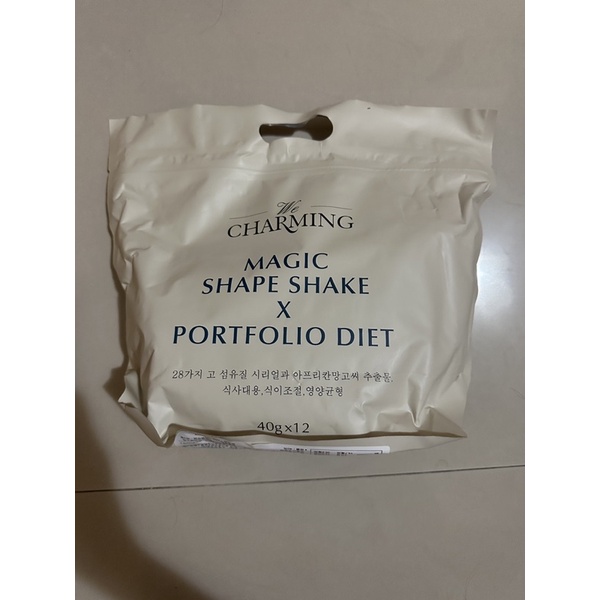 We
CHARMING
MAGIC
SHAPE SHAKE
X
PORTFOLIO DIET
28가지 고 섬유질 시리얼과 아프리칸망고씨 추출물,
식사대용,식이조절,영양균형
40g x 12